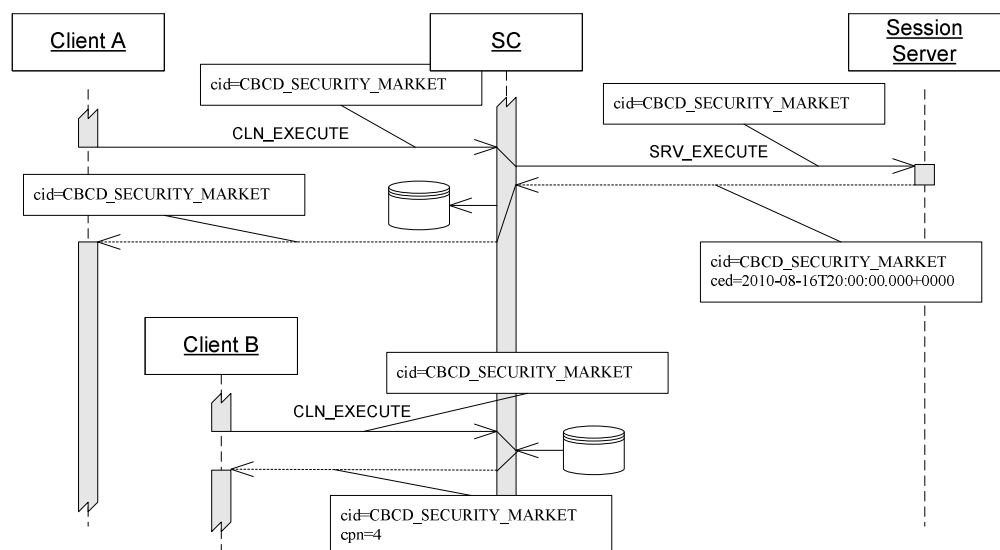 Client A
SC
Session
Server
cid=CBCD_SECURITY_MARKET
cid=CBCD_SECURITY_MARKET
CLN_EXECUTE
SRV_EXECUTE
cid=CBCD_SECURITY_MARKET
cid=CBCD_SECURITY_MARKET
ced=2010-08-16T20:00:00.000+0000
Client B
cid=CBCD_SECURITY_MARKET
CLN_EXECUTE
cid=CBCD_SECURITY_MARKET
cpn=4